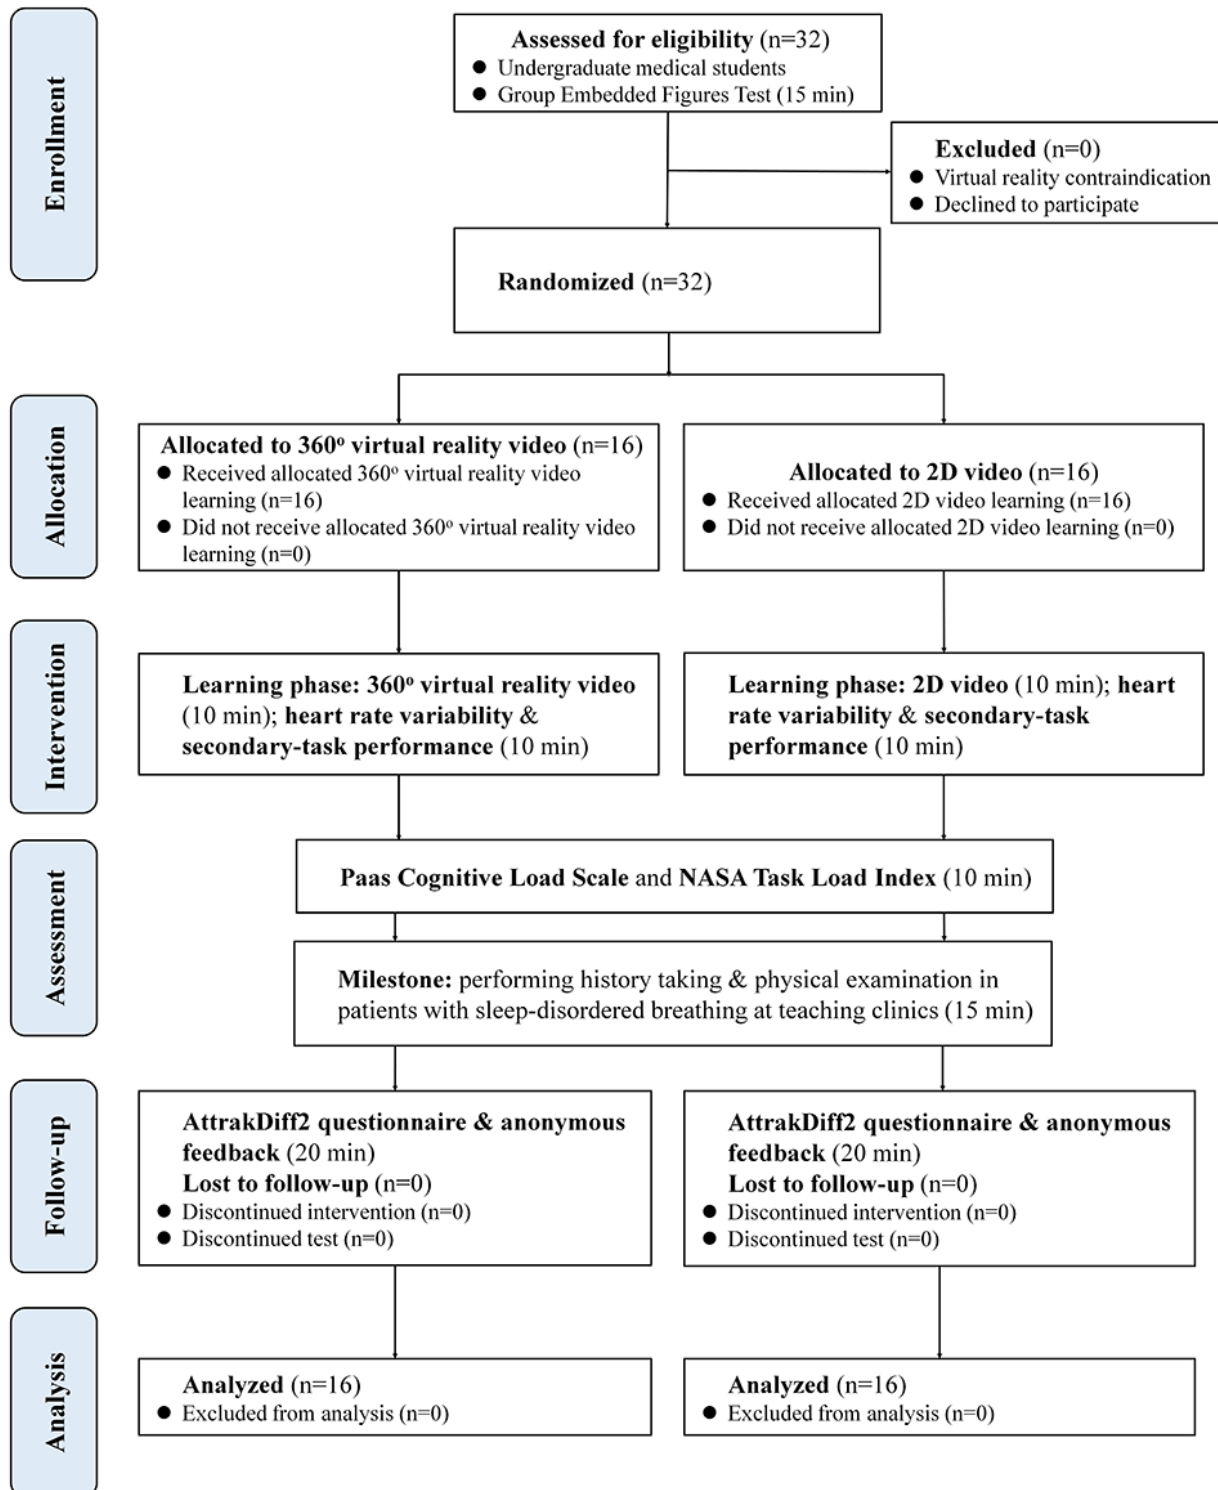 Enrollment
Assessed for eligibility (n=32)
● Undergraduate medical students
● Group Embedded Figures Test (15 min)
Excluded (n=0)
● Virtual reality contraindication
● Declined to participate
Randomized (n=32)
Allocation
Allocated to 360º virtual reality video (n=16)
● Received allocated 360º virtual reality video
learning (n=16)
● Did not receive allocated 360º virtual reality video
learning (n=0)
Allocated to 2D video (n=16)
● Received allocated 2D video learning (n=16)
● Did not receive allocated 2D video learning (n=0)
Intervention
Learning phase: 360º virtual reality video
(10 min); heart rate variability &
secondary-task performance (10 min)
Learning phase: 2D video (10 min); heart
rate variability & secondary-task
performance (10 min)
Assessment
Paas Cognitive Load Scale and NASA Task Load Index (10 min)
Milestone: performing history taking & physical examination in
patients with sleep-disordered breathing at teaching clinics (15 min)
Follow-up
AttrakDiff2 questionnaire & anonymous
feedback (20 min)
Lost to follow-up (n=0)
● Discontinued intervention (n=0)
● Discontinued test (n=0)
AttrakDiff2 questionnaire & anonymous
feedback (20 min)
Lost to follow-up (n=0)
● Discontinued intervention (n=0)
● Discontinued test (n=0)
Analysis
Analyzed (n=16)
● Excluded from analysis (n=0)
Analyzed (n=16)
● Excluded from analysis (n=0)